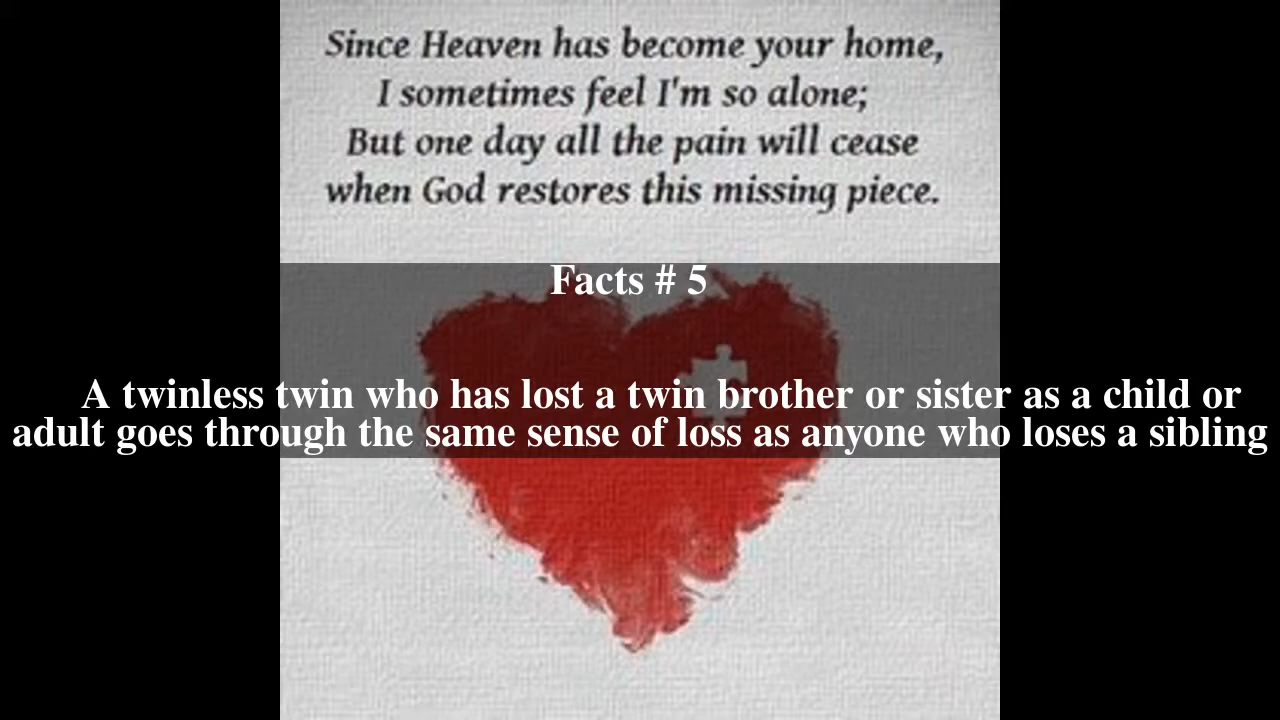 Since Heaven has become your home,
I sometimes feel I'm so alone;
But one day all the pain will cease
when God restores this missing piece.
Facts # 5
A twinless twin who has lost a twin brother or sister as a child or
adult goes through the same sense of loss as anyone who loses a sibling